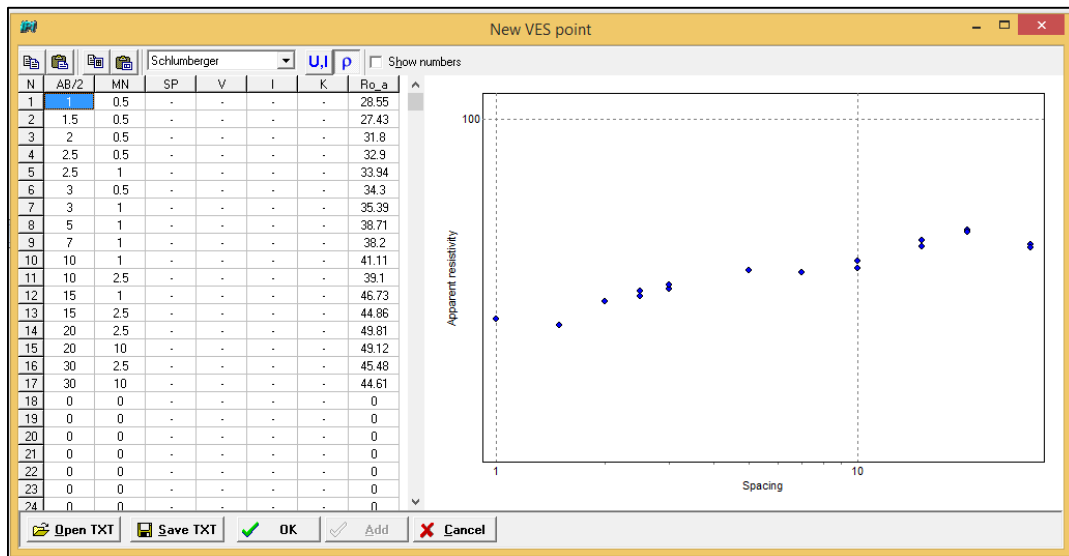 New VES point
Schlumberger U,I ρ Show numbers
N AB/2 MN SP V I K Ro_a
1 1 0.5 - - - - 28.55
2 1.5 0.5 - - - - 27.43
3 2 0.5 - - - - 31.8
4 2.5 0.5 - - - - 32.9
5 2.5 1 - - - - 33.94
6 3 0.5 - - - - 34.3
7 3 1 - - - - 35.39
8 5 1 - - - - 38.71
9 7 1 - - - - 38.2
10 10 1 - - - - 41.11
11 10 2.5 - - - - 39.1
12 15 1 - - - - 46.73
13 15 2.5 - - - - 44.86
14 20 2.5 - - - - 49.81
15 20 10 - - - - 49.12
16 30 2.5 - - - - 45.48
17 30 10 - - - - 44.61
18 0 0 - - - - 0
19 0 0 - - - - 0
20 0 0 - - - - 0
21 0 0 - - - - 0
22 0 0 - - - - 0
23 0 0 - - - - 0
24 0 0 - - - - 0
100
Apparent resistivity
1 10
Spacing
Open TXT Save TXT OK Add Cancel